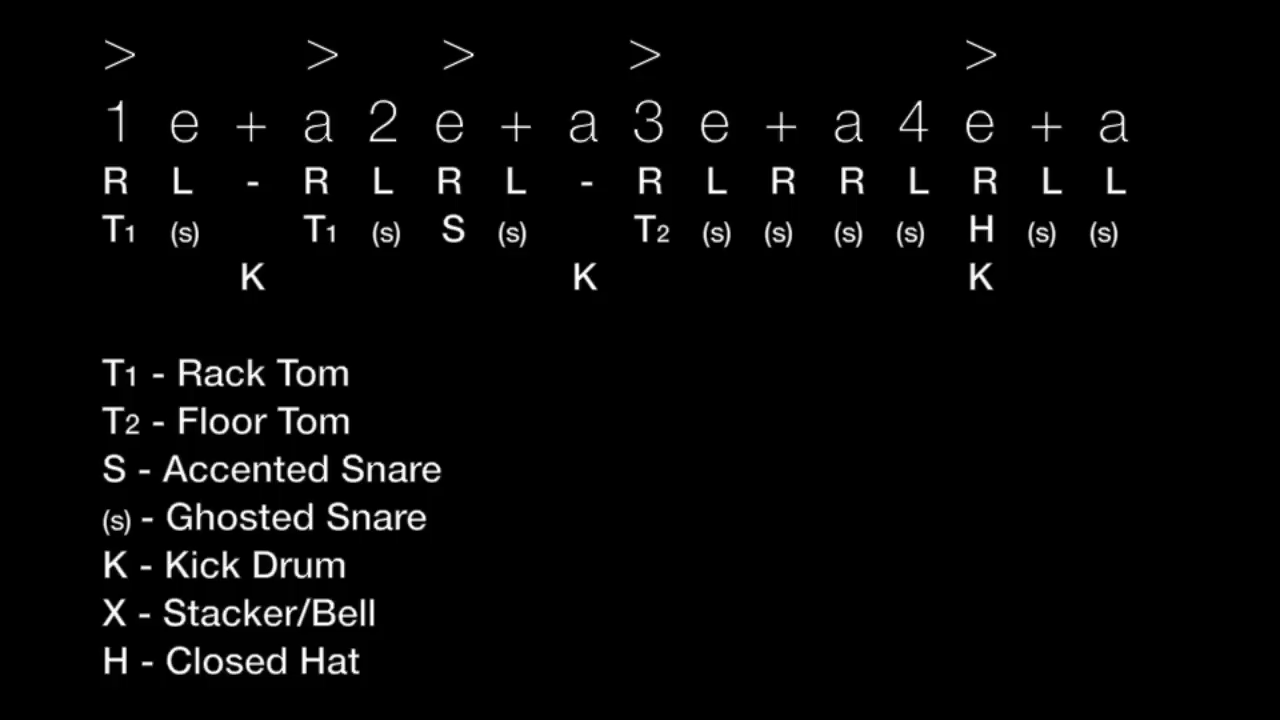 > > > > >
1 e + a 2 e + a 3 e + a 4 e + a
R L - R L R L - R L R R L R L L
T1 (s) T1 (s) S (s) T2 (s) (s) (s) (s) H (s) (s)
K K K
T1 - Rack Tom
T2 - Floor Tom
S - Accented Snare
(s) - Ghosted Snare
K - Kick Drum
X - Stacker/Bell
H - Closed Hat